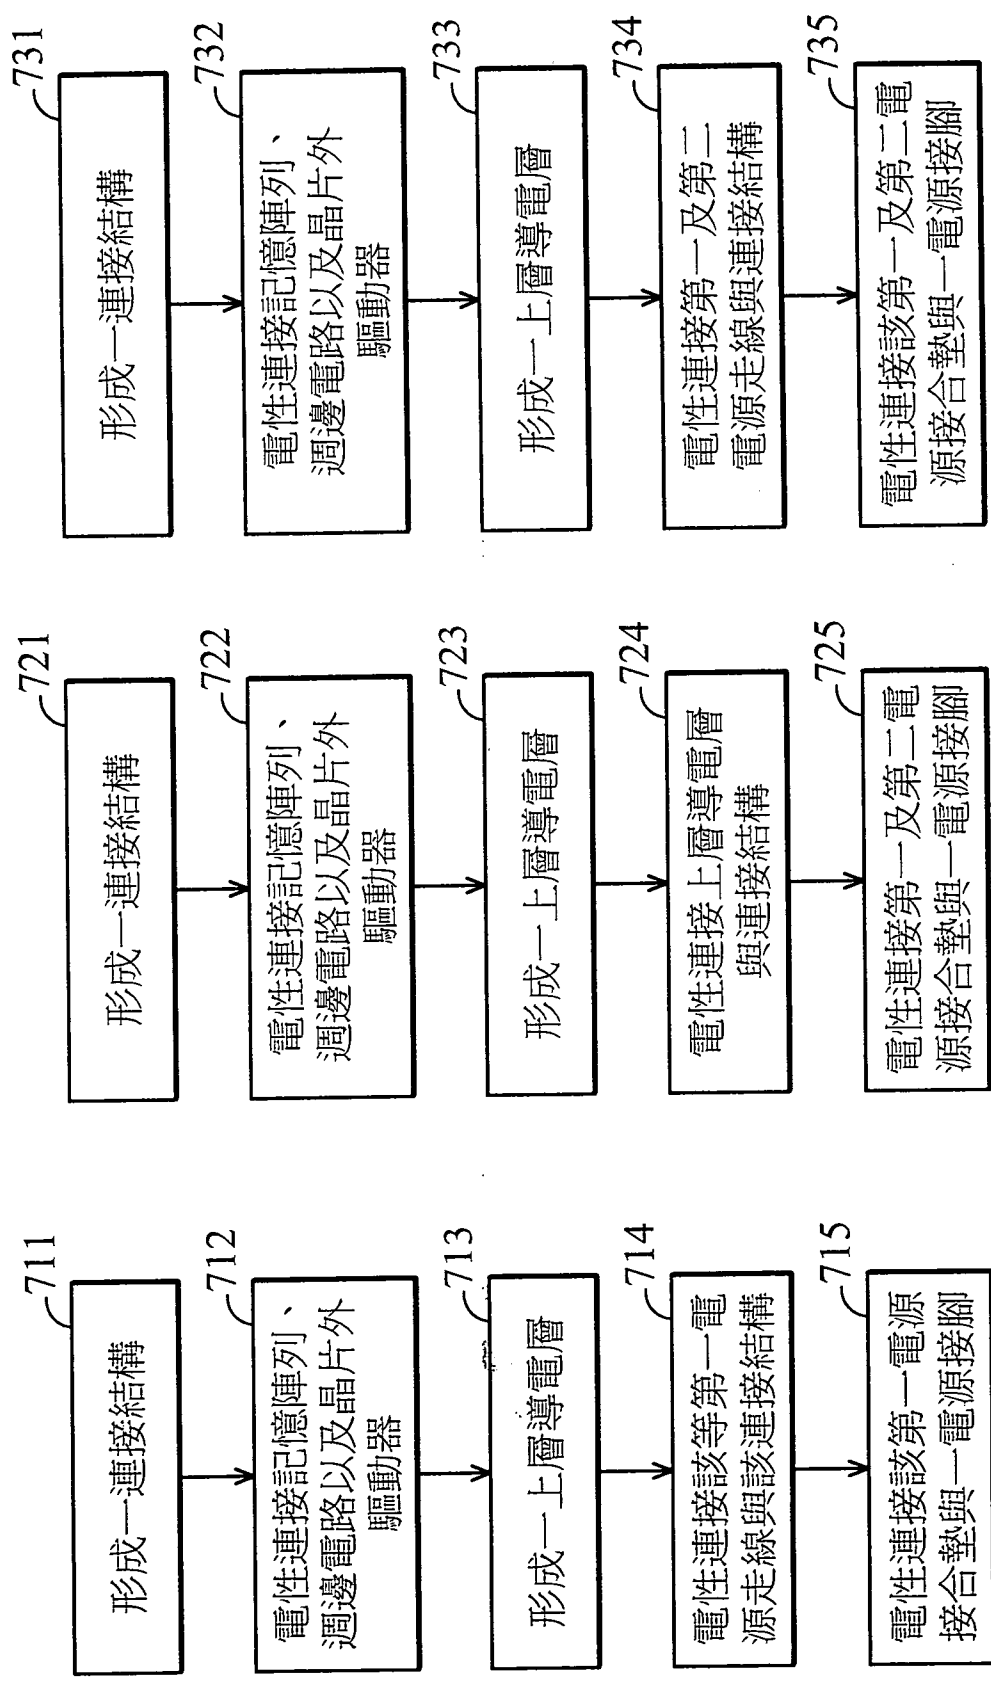 711
形成一連接結構
712
電性連接記憶陣列、
週邊電路以及晶片外
驅動器
713
形成一上層導電層
714
電性連接該等第一電
源走線與該連接結構
715
電性連接該第一電源
接合墊與一電源接腳
721
形成一連接結構
722
電性連接記憶陣列、
週邊電路以及晶片外
驅動器
723
形成一上層導電層
724
電性連接上層導電層
與連接結構
725
電性連接第一及第二電
源接合墊與一電源接腳
731
形成一連接結構
732
電性連接記憶陣列、
週邊電路以及晶片外
驅動器
733
形成一上層導電層
734
電性連接第一及第二
電源走線與連接結構
735
電性連接該第一及第二電
源接合墊與一電源接腳